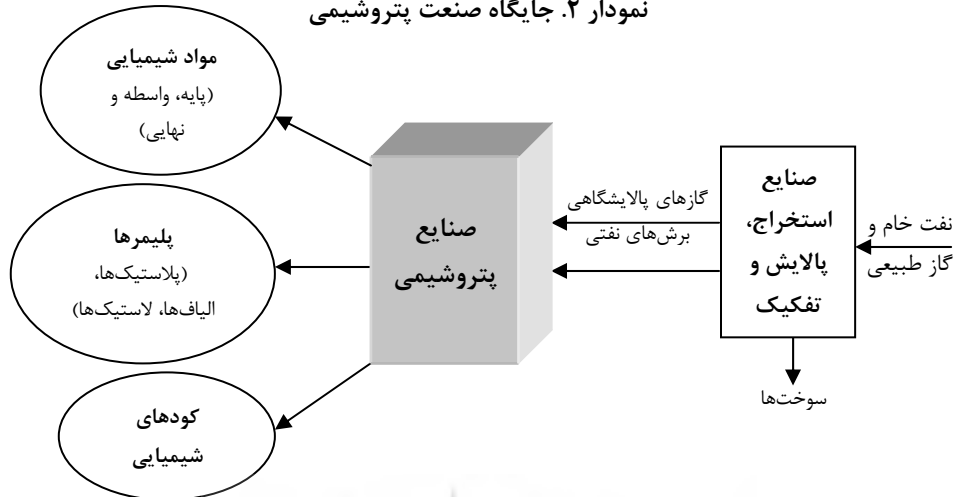 نمودار ۲. جایگاه صنعت پتروشیمی
نفت خام و
گاز طبیعی
صنایع
استخراج،
پالایش و
تفکیک
سوخت‌ها
گازهای پالایشگاهی
برش‌های نفتی
صنایع
پتروشیمی
مواد شیمیایی
(پایه، واسطه و
نهایی)
پلیمرها
(پلاستیک‌ها،
الیاف‌ها، لاستیک‌ها)
کودهای
شیمیایی